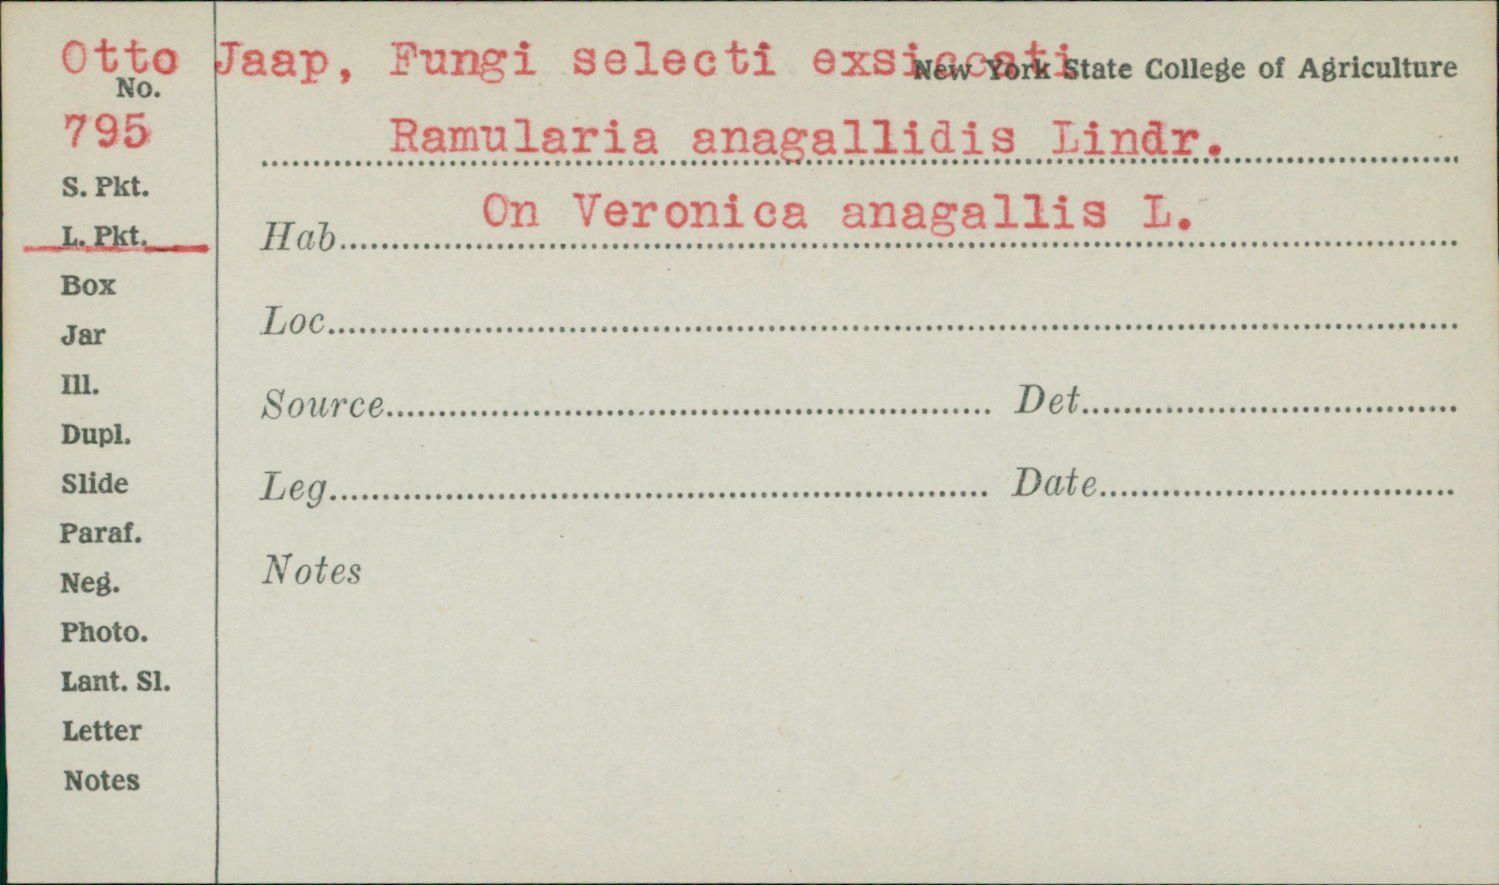 Otto Jaap, Fungi selecti exsiccati
New York State College of Agriculture
No.
795
Ramularia anagallidis Lindr.
S. Pkt.
On Veronica anagallis L.
L. Pkt.
Hab.
Box
Loc.
Jar
Ill.
Source Det.
Dupl.
Slide
Leg. Date
Paraf.
Notes
Neg.
Photo.
Lant. Sl.
Letter
Notes